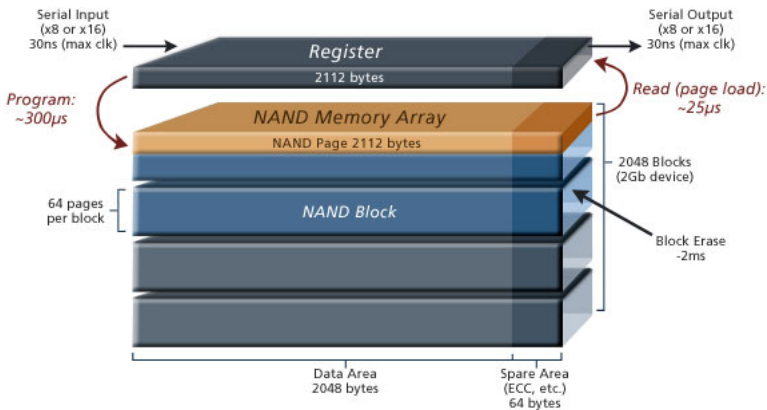 Serial Input
(x8 or x16)
30ns (max clk)
Serial Output
(x8 or x16)
30ns (max clk)
Register
2112 bytes
Program:
~300µs
Read (page load):
~25µs
NAND Memory Array
NAND Page 2112 bytes
2048 Blocks
(2Gb device)
64 pages
per block
NAND Block
Block Erase
-2ms
Data Area
2048 bytes
Spare Area
(ECC, etc.)
64 bytes